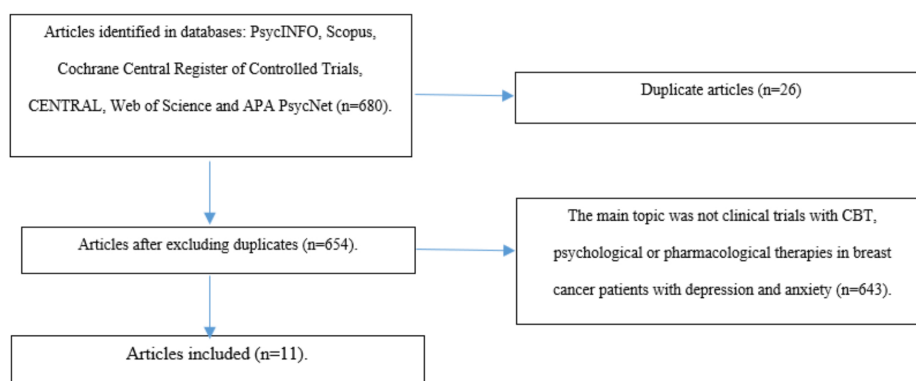 Articles identified in databases: PsycINFO, Scopus,
Cochrane Central Register of Controlled Trials,
CENTRAL, Web of Science and APA PsycNet (n=680).
Duplicate articles (n=26)
Articles after excluding duplicates (n=654).
The main topic was not clinical trials with CBT,
psychological or pharmacological therapies in breast
cancer patients with depression and anxiety (n=643).
Articles included (n=11).